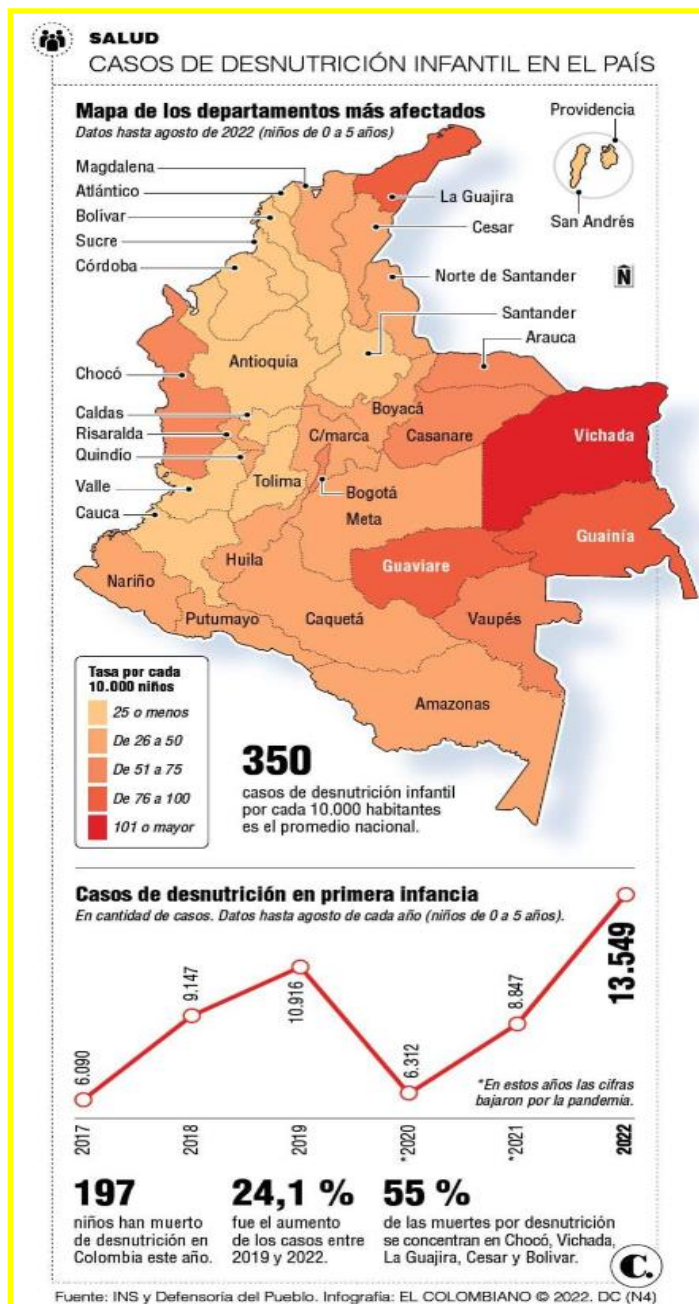 SALUD
CASOS DE DESNUTRICIÓN INFANTIL EN EL PAÍS
Mapa de los departamentos más afectados
Datos hasta agosto de 2022 (niños de 0 a 5 años)
Providencia
San Andrés
Magdalena
Atlántico
Bolivar
Sucre
Córdoba
La Guajira
Cesar
Norte de Santander
N
Santander
Arauca
Antioquia
Chocó
Caldas
Risaralda
Quindío
Valle
Cauca
Boyacá
C/marca
Casanare
Vichada
Tolima
Bogotá
Meta
Guainía
Huila
Guaviare
Nariño
Putumayo
Caquetá
Vaupés
Amazonas
Tasa por cada
10.000 niños
25 o menos
De 26 a 50
De 51 a 75
De 76 a 100
101 o mayor
350
casos de desnutrición infantil
por cada 10.000 habitantes
es el promedio nacional.
Casos de desnutrición en primera infancia
En cantidad de casos. Datos hasta agosto de cada año (niños de 0 a 5 años).
6.090
9.147
10.916
6.312
8.847
13.549
*En estos años las cifras
bajaron por la pandemia.
2017
2018
2019
*2020
*2021
2022
197
niños han muerto
de desnutrición en
Colombia este año.
24,1 %
fue el aumento
de los casos entre
2019 y 2022.
55 %
de las muertes por desnutrición
se concentran en Chocó, Vichada,
La Guajira, Cesar y Bolivar.
C.
Fuente: INS y Defensoría del Pueblo. Infografía: EL COLOMBIANO © 2022. DC (N4)